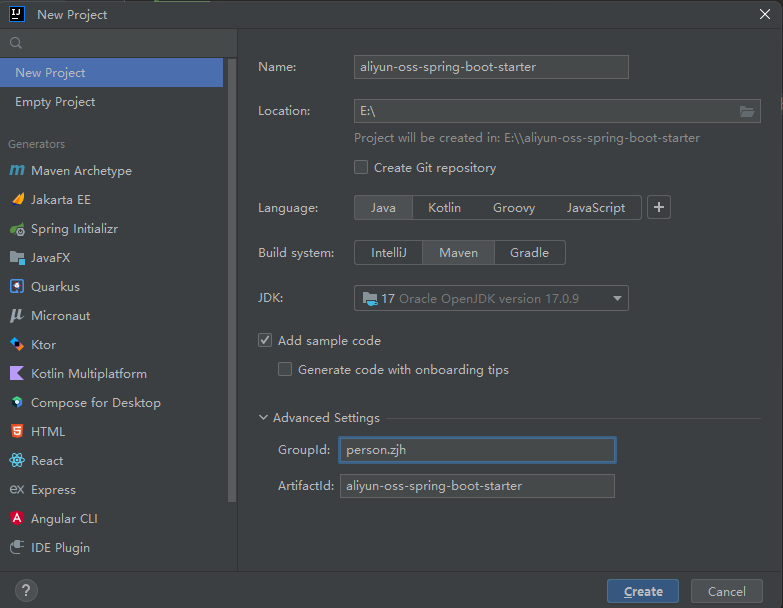 New Project
New Project
Empty Project
Generators
Maven Archetype
Jakarta EE
Spring Initializr
JavaFX
Quarkus
Micronaut
Ktor
Kotlin Multiplatform
Compose for Desktop
HTML
React
Express
Angular CLI
IDE Plugin
Name: aliyun-oss-spring-boot-starter
Location: E:\
Project will be created in: E:\\aliyun-oss-spring-boot-starter
Create Git repository
Language: Java Kotlin Groovy JavaScript +
Build system: IntelliJ Maven Gradle
JDK: 17 Oracle OpenJDK version 17.0.9
Add sample code
Generate code with onboarding tips
Advanced Settings
GroupId: person.zjh
ArtifactId: aliyun-oss-spring-boot-starter
? Create Cancel